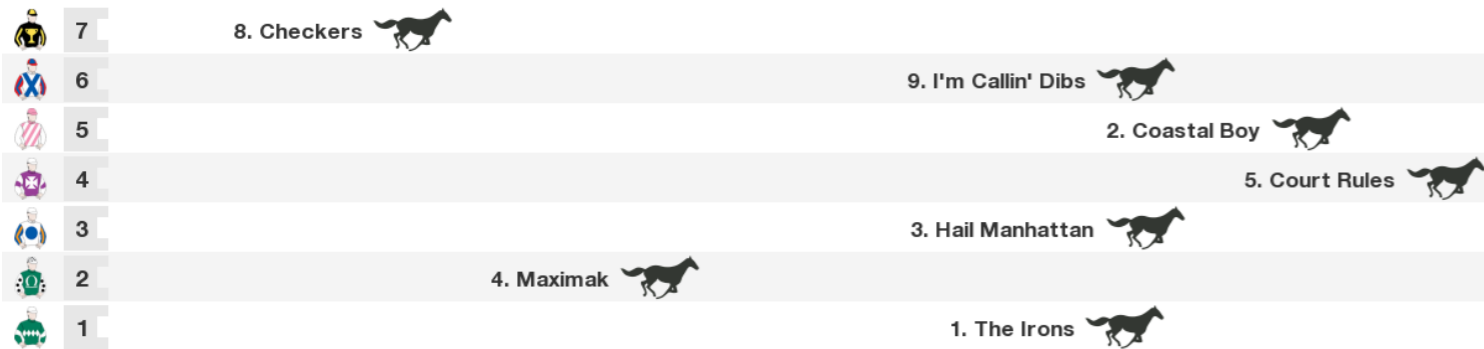 7 8. Checkers
6 9. I'm Callin' Dibs
5 2. Coastal Boy
4 5. Court Rules
3 3. Hail Manhattan
2 4. Maximak
1 1. The Irons